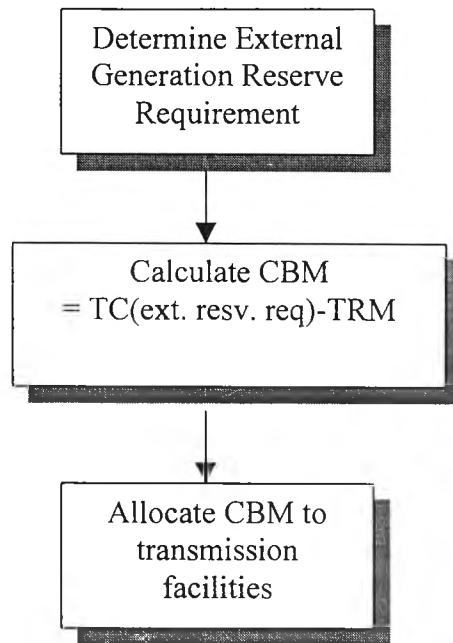 Determine External
Generation Reserve
Requirement
Calculate CBM
= TC(ext. resv. req)-TRM
Allocate CBM to
transmission
facilities